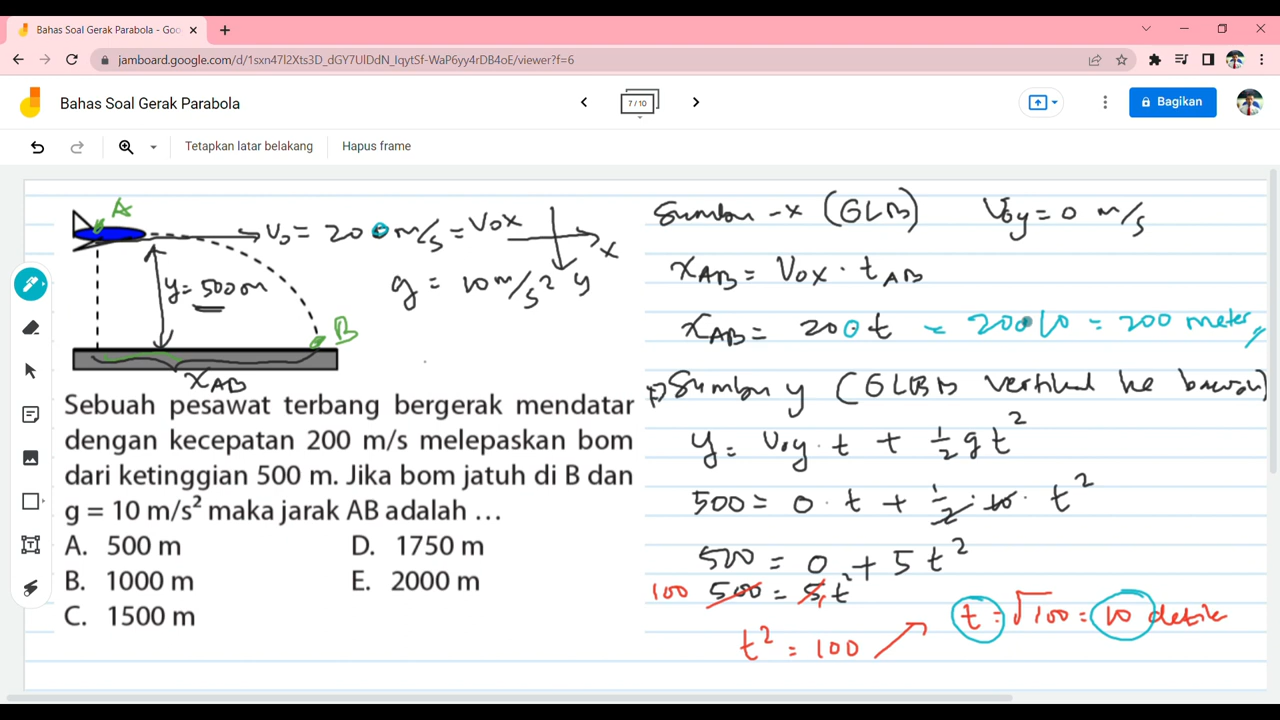 Bahas Soal Gerak Parabola - Goo
jamboard.google.com/d/1sxn47l2Xts3D_dGY7UlDdN_IqytSf-WaP6yy4rDB4oE/viewer?f=6
Bahas Soal Gerak Parabola
7 / 10
Bagikan
Tetapkan latar belakang
Hapus frame
A
V₀ = 200 m/s = V₀x
x
y
y = 500 m
g = 10 m/s²
B
xAB
Sebuah pesawat terbang bergerak mendatar
dengan kecepatan 200 m/s melepaskan bom
dari ketinggian 500 m. Jika bom jatuh di B dan
g = 10 m/s² maka jarak AB adalah ...
A. 500 m
D. 1750 m
B. 1000 m
E. 2000 m
C. 1500 m
Sumbu -x (GLB)
V₀y = 0 m/s
xAB = V₀x · tAB
xAB = 200 t = 200 10 = 200 meter
Sumbu y (GLBB vertikal ke bawah)
y = V₀y · t + 1/2 g t²
500 = 0 · t + 1/2 · 10 · t²
500 = 0 + 5 t²
100 500 = 5 1 t²
t² = 100
t = √100 = 10 detik